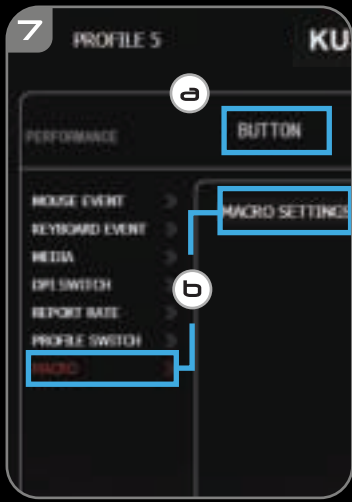 7
PROFILE 5
KU
a
PERFORMANCE
BUTTON
MOUSE EVENT
KEYBOARD EVENT
MEDIA
DPI SWITCH
REPORT RATE
PROFILE SWITCH
MACRO
MACRO SETTINGS
b